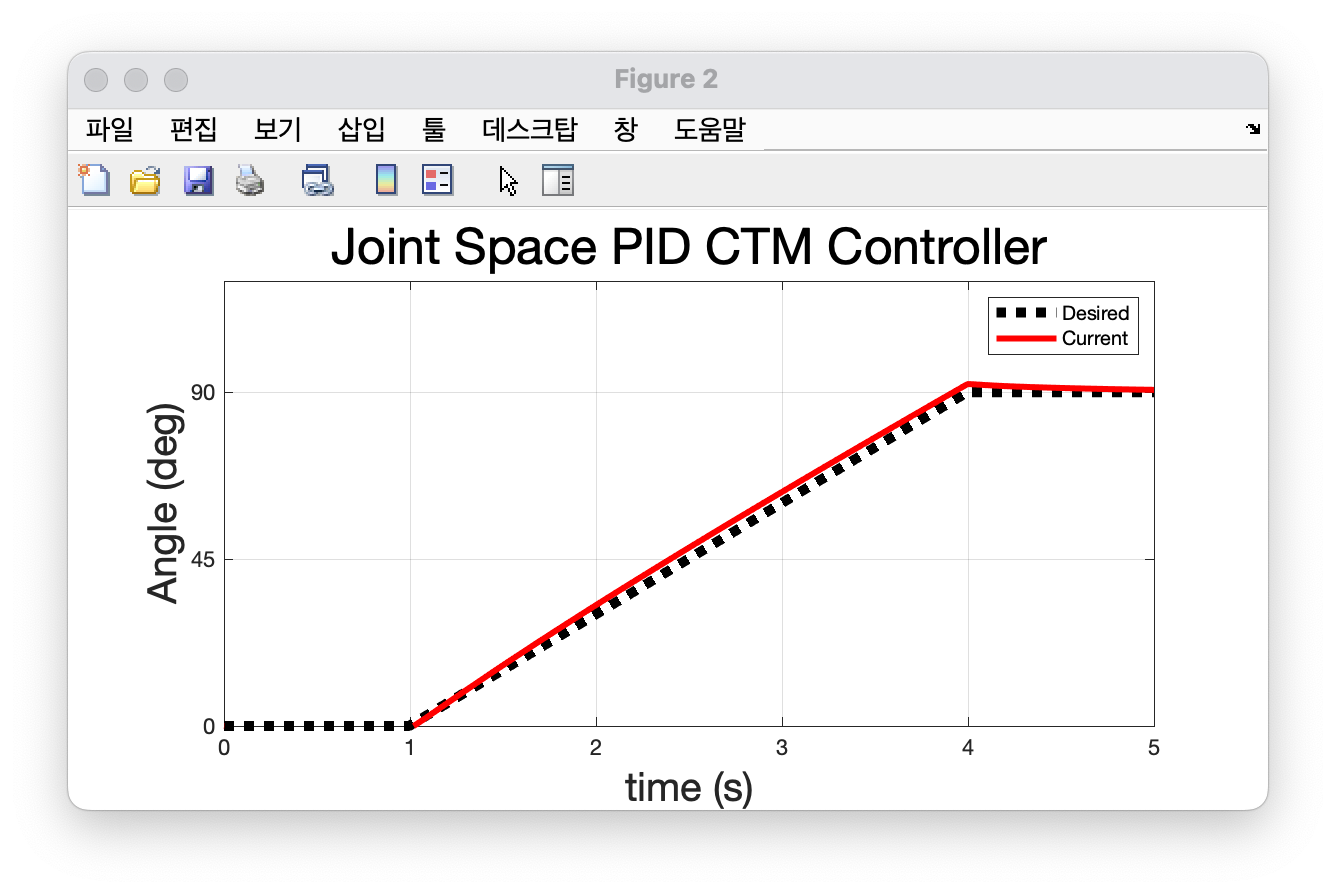 Figure 2
파일 편집 보기 삽입 툴 데스크탑 창 도움말
Joint Space PID CTM Controller
Desired
Current
90
45
0
Angle (deg)
0 1 2 3 4 5
time (s)